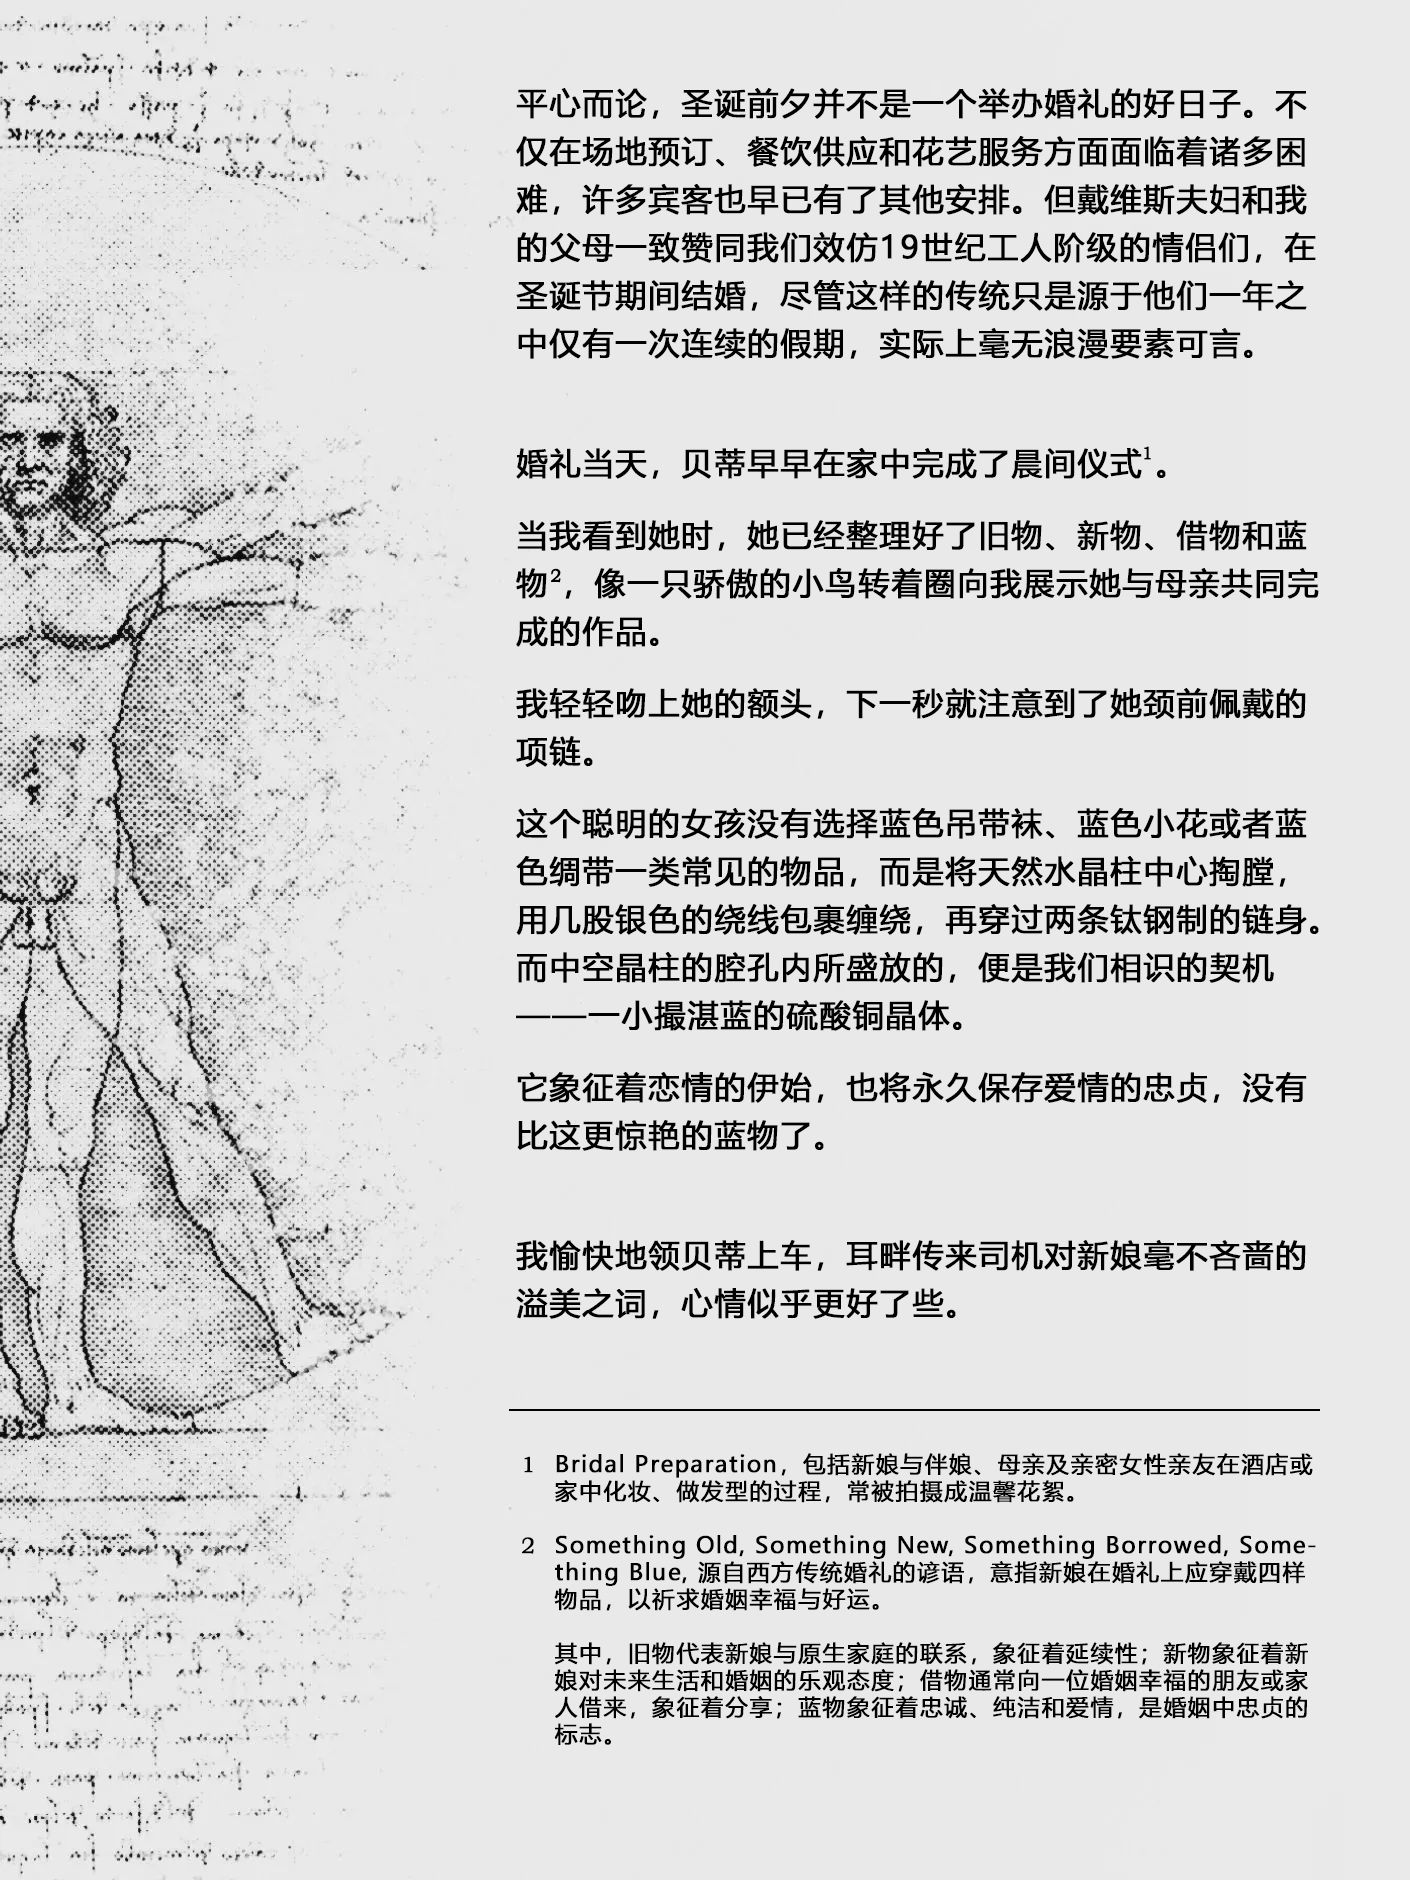 平心而论，圣诞前夕并不是一个举办婚礼的好日子。不
仅在场地预订、餐饮供应和花艺服务方面面临着诸多困
难，许多宾客也早已有了其他安排。但戴维斯夫妇和我
的父母一致赞同我们效仿19世纪工人阶级的情侣们，在
圣诞节期间结婚，尽管这样的传统只是源于他们一年之
中仅有一次连续的假期，实际上毫无浪漫要素可言。
婚礼当天，贝蒂早早在家中完成了晨间仪式¹。
当我看到她时，她已经整理好了旧物、新物、借物和蓝
物²，像一只骄傲的小鸟转着圈向我展示她与母亲共同完
成的作品。
我轻轻吻上她的额头，下一秒就注意到了她颈前佩戴的
项链。
这个聪明的女孩没有选择蓝色吊带袜、蓝色小花或者蓝
色绸带一类常见的物品，而是将天然水晶柱中心掏膛，
用几股银色的绕线包裹缠绕，再穿过两条钛钢制的链身。
而中空晶柱的腔孔内所盛放的，便是我们相识的契机
——一小撮湛蓝的硫酸铜晶体。
它象征着恋情的伊始，也将永久保存爱情的忠贞，没有
比这更惊艳的蓝物了。
我愉快地领贝蒂上车，耳畔传来司机对新娘毫不吝啬的
溢美之词，心情似乎更好了些。
1 Bridal Preparation，包括新娘与伴娘、母亲及亲密女性亲友在酒店或
家中化妆、做发型的过程，常被拍摄成温馨花絮。
2 Something Old, Something New, Something Borrowed, Some-
thing Blue, 源自西方传统婚礼的谚语，意指新娘在婚礼上应穿戴四样
物品，以祈求婚姻幸福与好运。
其中，旧物代表新娘与原生家庭的联系，象征着延续性；新物象征着新
娘对未来生活和婚姻的乐观态度；借物通常向一位婚姻幸福的朋友或家
人借来，象征着分享；蓝物象征着忠诚、纯洁和爱情，是婚姻中忠贞的
标志。